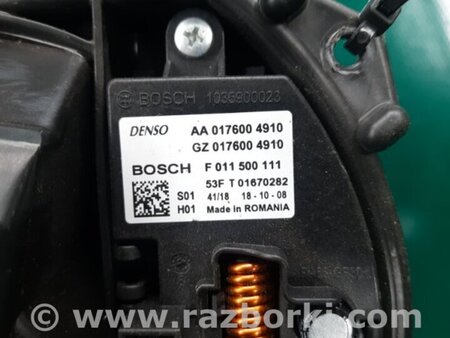 BOSCH 1036900023
DENSO AA 017600 4910
GZ 017600 4910
BOSCH F 011 500 111
53F T 01670282
S01 41/18 18-10-08
H01 Made in ROMANIA
www.razborki.com